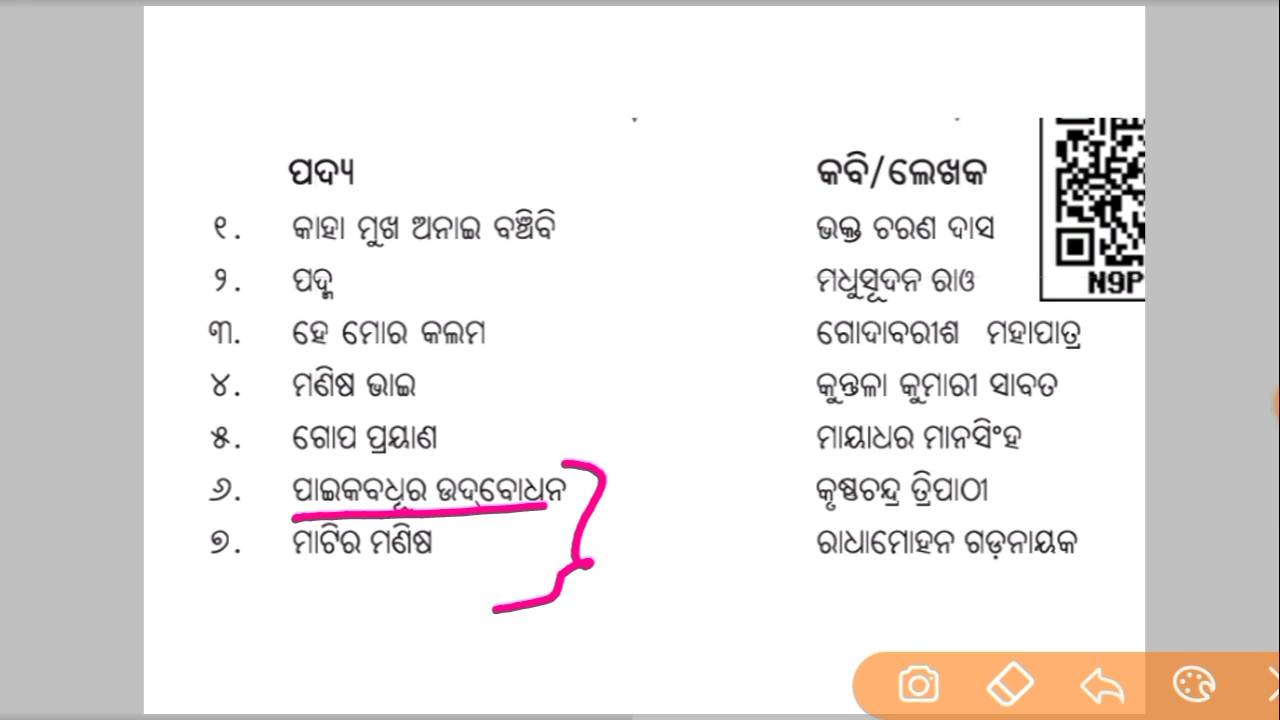 ପଦ୍ୟ କବି/ଲେଖକ
୧. କାହା ମୁଖ ଅନାଇ ବଞ୍ଚିବି ଭକ୍ତ ଚରଣ ଦାସ
୨. ପଦ୍ମ ମଧୁସୂଦନ ରାଓ
୩. ହେ ମୋର କଲମ ଗୋଦାବରୀଶ ମହାପାତ୍ର
୪. ମଣିଷ ଭାଇ କୁନ୍ତଳା କୁମାରୀ ସାବତ
୫. ଗୋପ ପ୍ରୟାଣ ମାୟାଧର ମାନସିଂହ
୬. ପାଇକବଧୂର ଉଦ୍‌ବୋଧନ କୃଷ୍ଣଚନ୍ଦ୍ର ତ୍ରିପାଠୀ
୭. ମାଟିର ମଣିଷ ରାଧାମୋହନ ଗଡ଼ନାୟକ
N9P